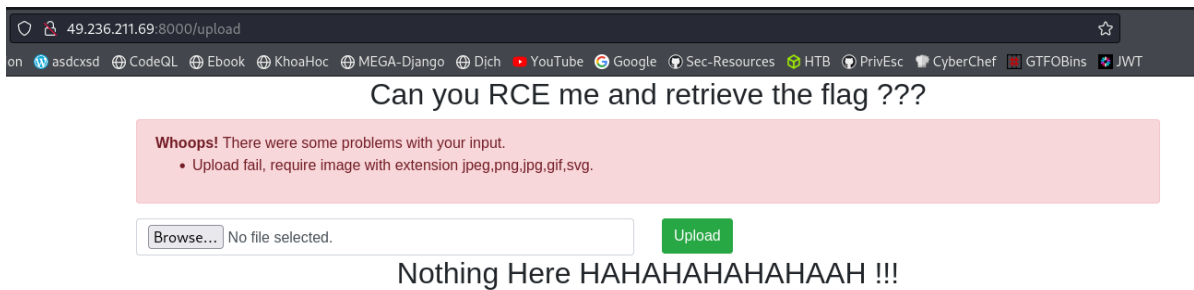 49.236.211.69:8000/upload
on asdcxsd CodeQL Ebook KhoaHoc MEGA-Django Dịch YouTube Google Sec-Resources HTB PrivEsc CyberChef GTFOBins JWT
Can you RCE me and retrieve the flag ???
Whoops! There were some problems with your input.
• Upload fail, require image with extension jpeg,png,jpg,gif,svg.
Browse... No file selected. Upload
Nothing Here HAHAHAHAHAHAAH !!!